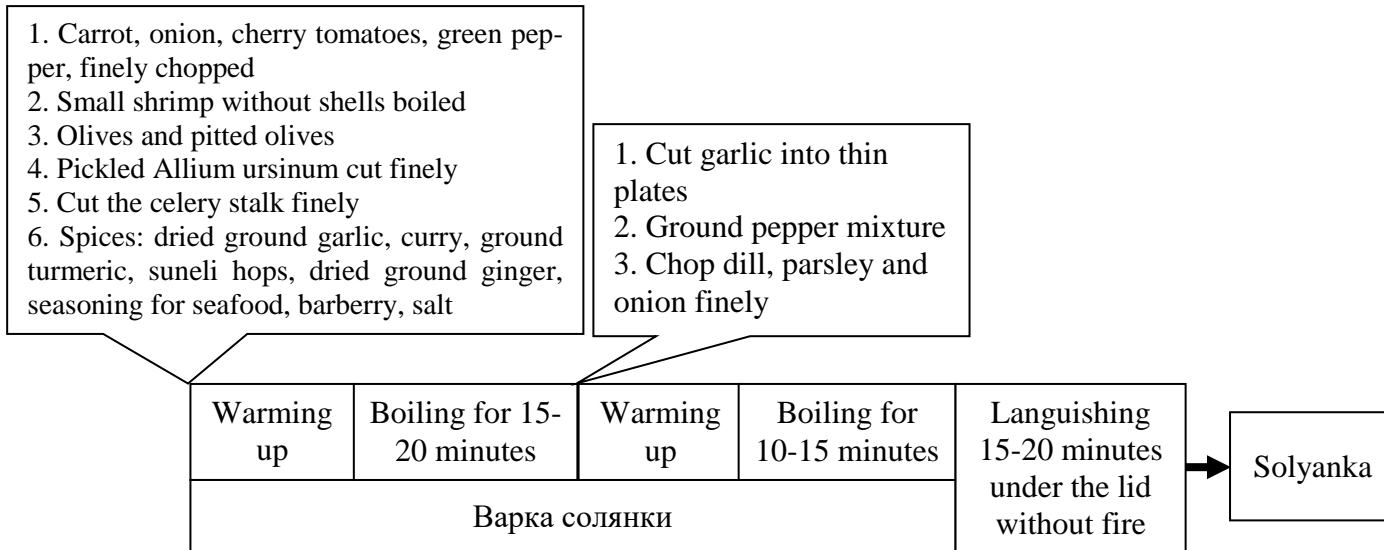 1. Carrot, onion, cherry tomatoes, green pep-
per, finely chopped
2. Small shrimp without shells boiled
3. Olives and pitted olives
4. Pickled Allium ursinum cut finely
5. Cut the celery stalk finely
6. Spices: dried ground garlic, curry, ground
turmeric, suneli hops, dried ground ginger,
seasoning for seafood, barberry, salt
1. Cut garlic into thin
plates
2. Ground pepper mixture
3. Chop dill, parsley and
onion finely
Warming
up
Boiling for 15-
20 minutes
Warming
up
Boiling for
10-15 minutes
Languishing
15-20 minutes
under the lid
without fire
Solyanka
Варка солянки